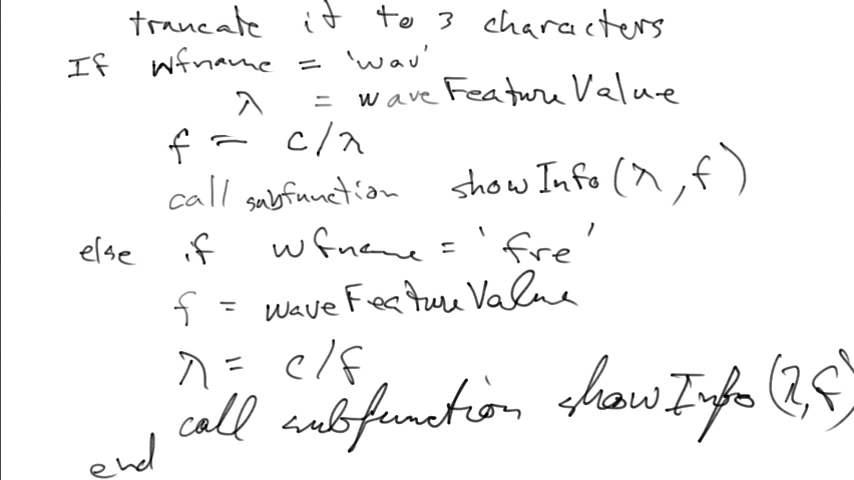 truncate it to 3 characters
If wfname = 'wav'
λ = waveFeatureValue
f = c/λ
call subfunction showInfo(λ,f)
else if wfname = 'fre'
f = waveFeatureValue
λ = c/f
call subfunction showInfo(λ,f)
end